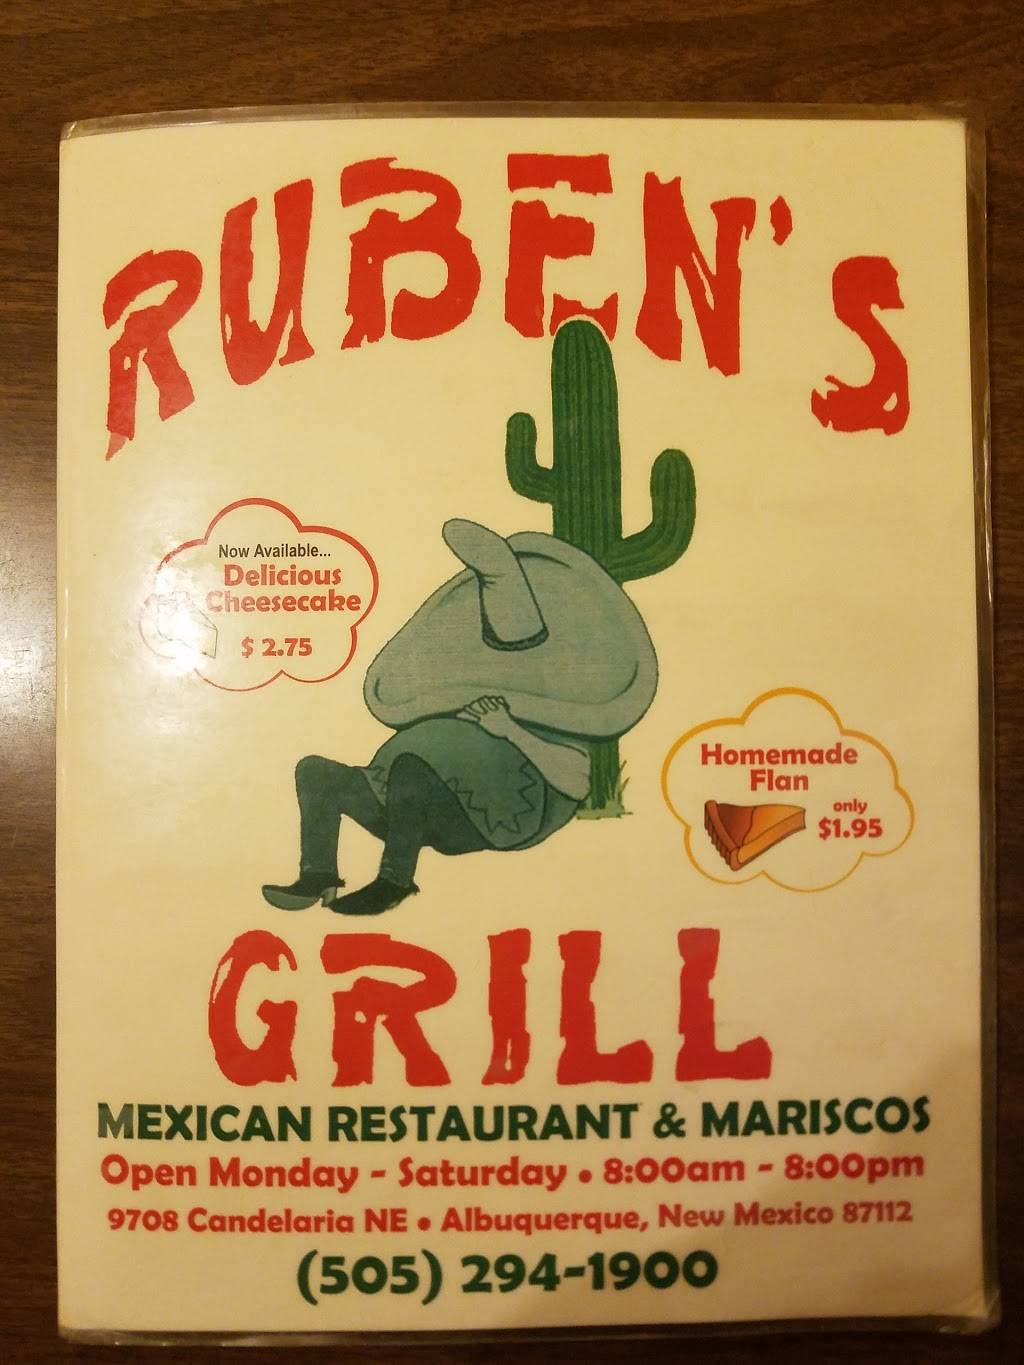 RUBEN'S
Now Available...
Delicious
Cheesecake
$ 2.75
Homemade
Flan
only
$1.95
GRILL
MEXICAN RESTAURANT & MARISCOS
Open Monday - Saturday • 8:00am - 8:00pm
9708 Candelaria NE • Albuquerque, New Mexico 87112
(505) 294-1900